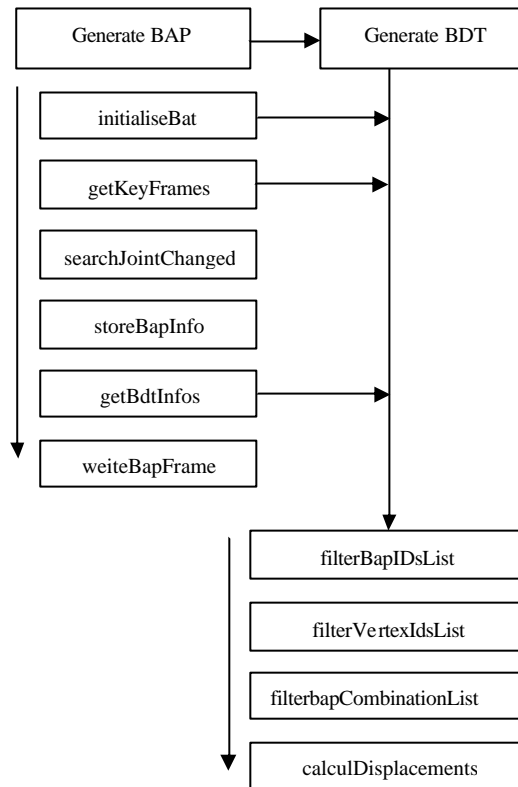 Generate BAP
Generate BDT
initialiseBat
getKeyFrames
searchJointChanged
storeBapInfo
getBdtInfos
weiteBapFrame
filterBapIDsList
filterVertexIdsList
filterbapCombinationList
calculDisplacements